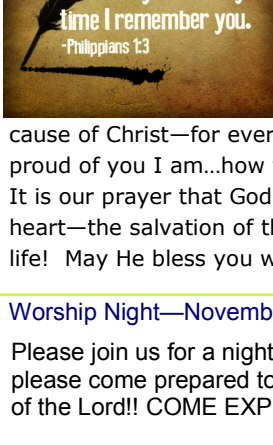 time I remember you.
-Philippians 1:3
cause of Christ—for ever
proud of you I am…how
It is our prayer that God
heart—the salvation of t
life!  May He bless you w
Worship Night—Novemb
Please join us for a night
please come prepared to
of the Lord!! COME EXP